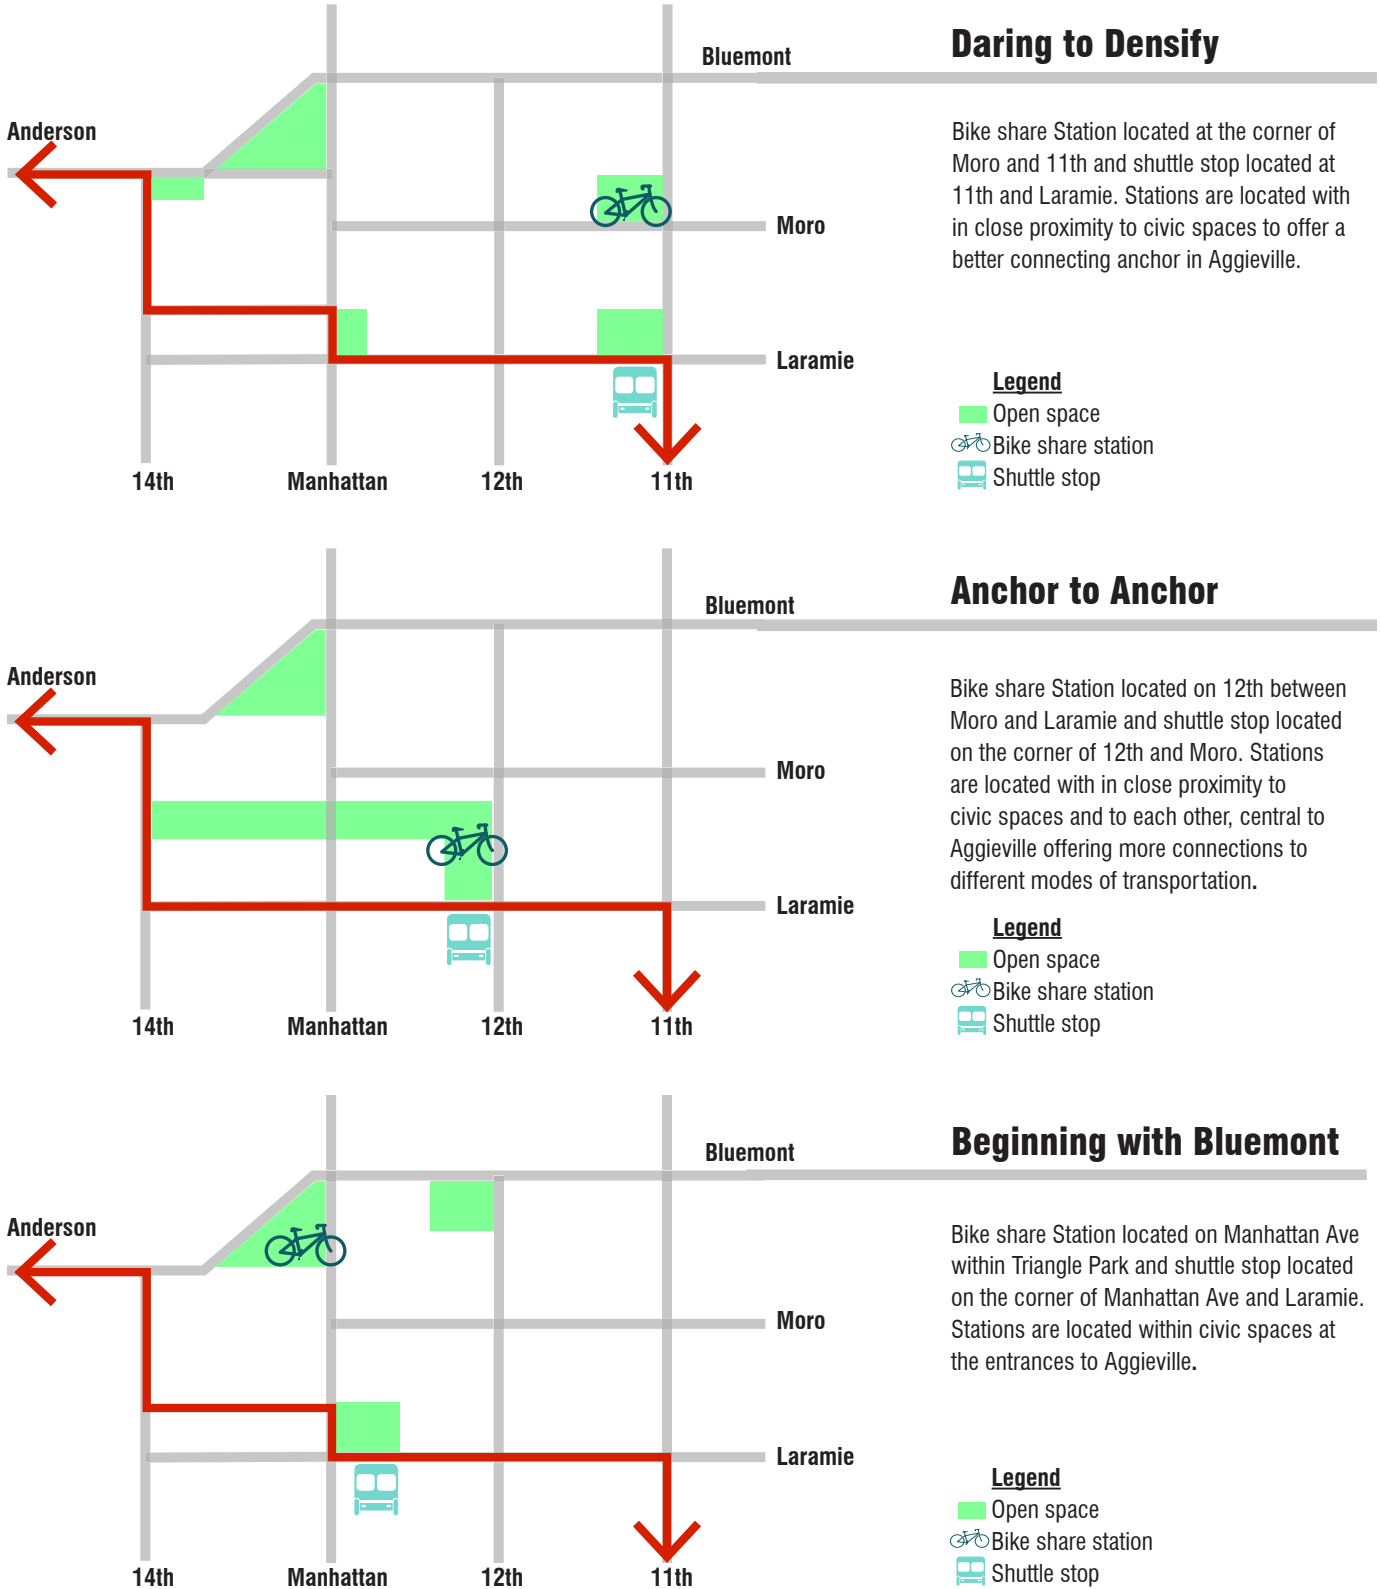 Daring to Densify
Bluemont
Anderson
Moro
Laramie
14th
Manhattan
12th
11th
Bike share Station located at the corner of
Moro and 11th and shuttle stop located at
11th and Laramie. Stations are located with
in close proximity to civic spaces to offer a
better connecting anchor in Aggieville.
Legend
Open space
Bike share station
Shuttle stop
Anchor to Anchor
Bluemont
Anderson
Moro
Laramie
14th
Manhattan
12th
11th
Bike share Station located on 12th between
Moro and Laramie and shuttle stop located
on the corner of 12th and Moro. Stations
are located with in close proximity to
civic spaces and to each other, central to
Aggieville offering more connections to
different modes of transportation.
Legend
Open space
Bike share station
Shuttle stop
Beginning with Bluemont
Bluemont
Anderson
Moro
Laramie
14th
Manhattan
12th
11th
Bike share Station located on Manhattan Ave
within Triangle Park and shuttle stop located
on the corner of Manhattan Ave and Laramie.
Stations are located within civic spaces at
the entrances to Aggieville.
Legend
Open space
Bike share station
Shuttle stop